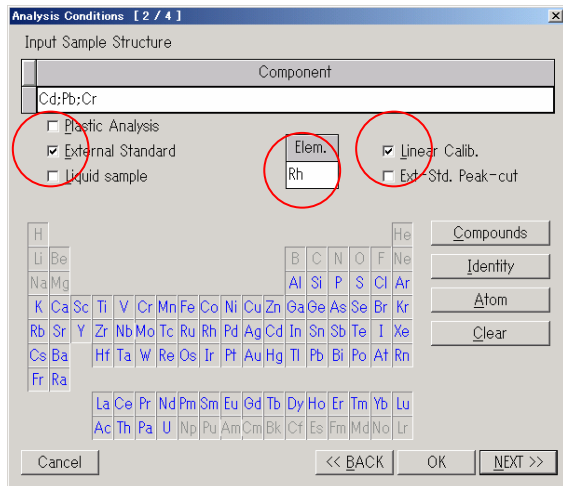 Analysis Conditions [ 2 / 4 ]
Input Sample Structure
Component
Cd;Pb;Cr
Plastic Analysis
External Standard
Liquid sample
Elem.
Rh
Linear Calib.
Ext-Std. Peak-cut
H He
Li Be B C N O F Ne
Na Mg Al Si P S Cl Ar
K Ca Sc Ti V Cr Mn Fe Co Ni Cu Zn Ga Ge As Se Br Kr
Rb Sr Y Zr Nb Mo Tc Ru Rh Pd Ag Cd In Sn Sb Te I Xe
Cs Ba Hf Ta W Re Os Ir Pt Au Hg Tl Pb Bi Po At Rn
Fr Ra
La Ce Pr Nd Pm Sm Eu Gd Tb Dy Ho Er Tm Yb Lu
Ac Th Pa U Np Pu Am Cm Bk Cf Es Fm Md No Lr
Compounds
Identity
Atom
Clear
Cancel
<< BACK
OK
NEXT >>